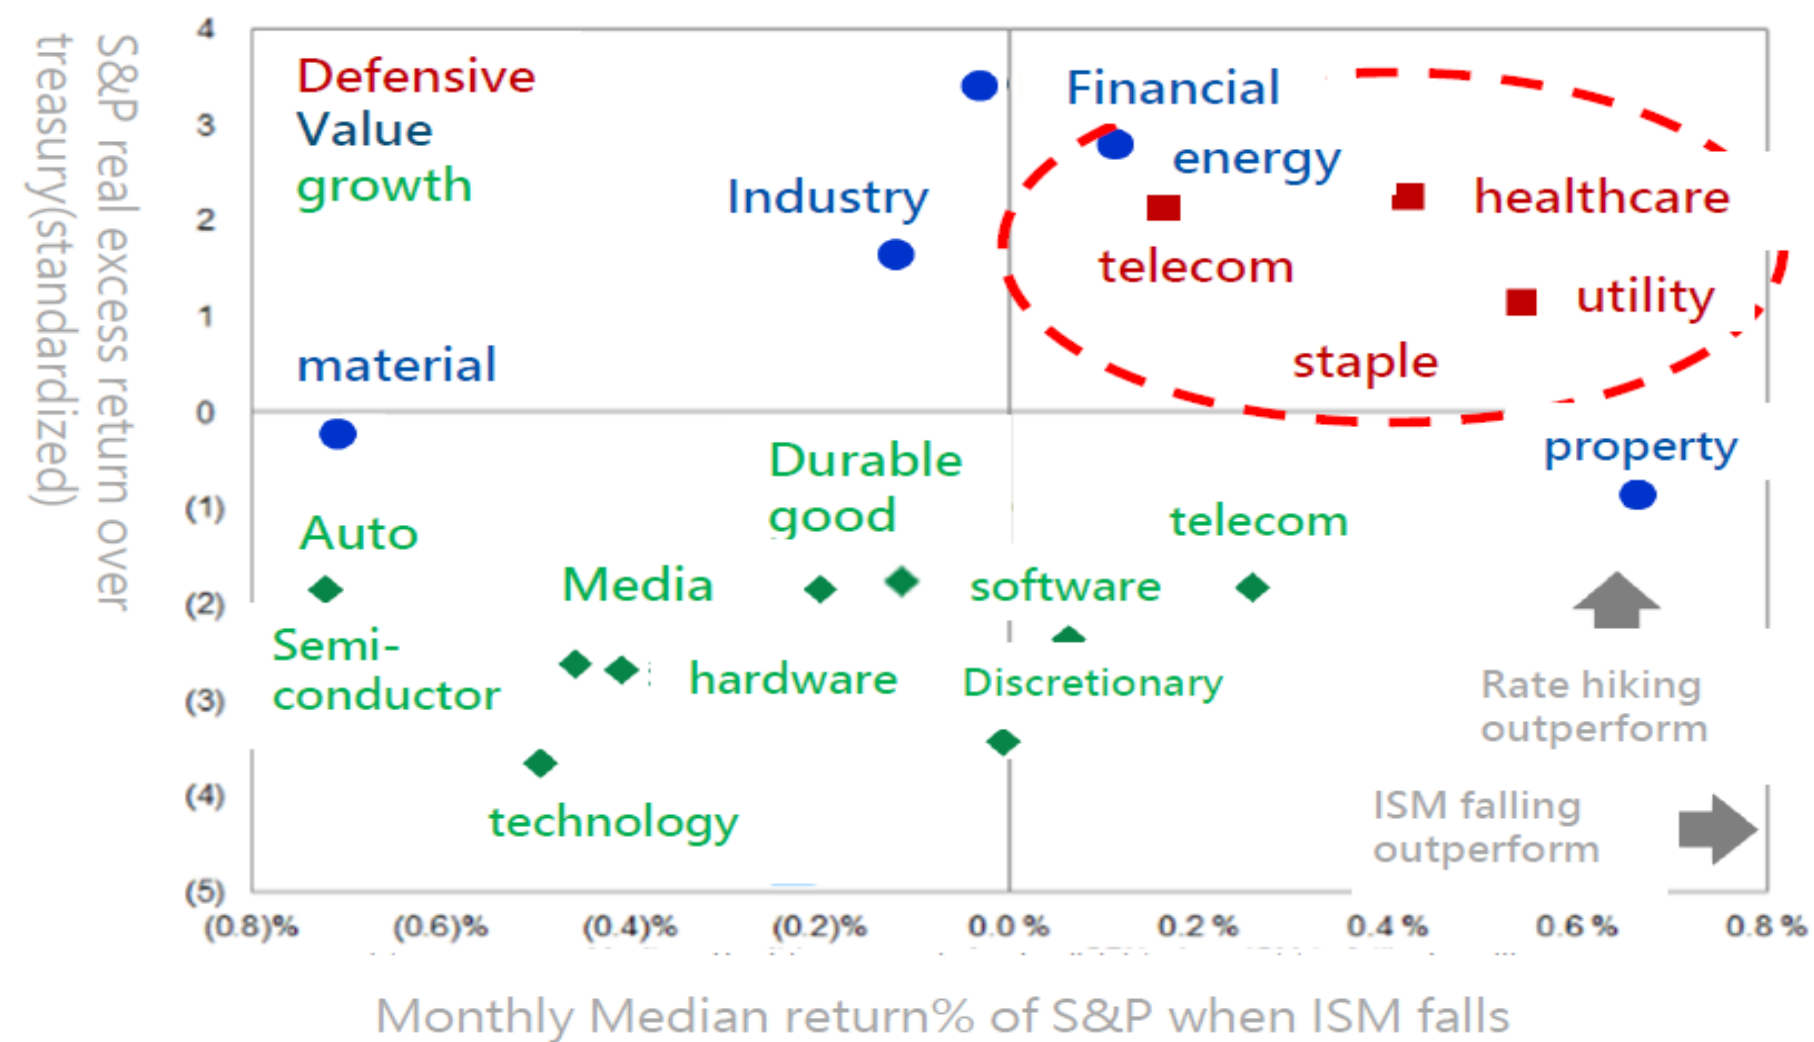 S&P real excess return over
treasury(standardized)
4
3
2
1
0
(1)
(2)
(3)
(4)
(5)
Defensive
Value
growth
Financial
energy
Industry
healthcare
telecom
utility
material
staple
property
Durable
good
Auto
telecom
Media
software
Semi-
conductor
hardware
Discretionary
technology
Rate hiking
outperform
ISM falling
outperform
(0.8)%
(0.6)%
(0.4)%
(0.2)%
0.0 %
0.2 %
0.4 %
0.6 %
0.8 %
Monthly Median return% of S&P when ISM falls